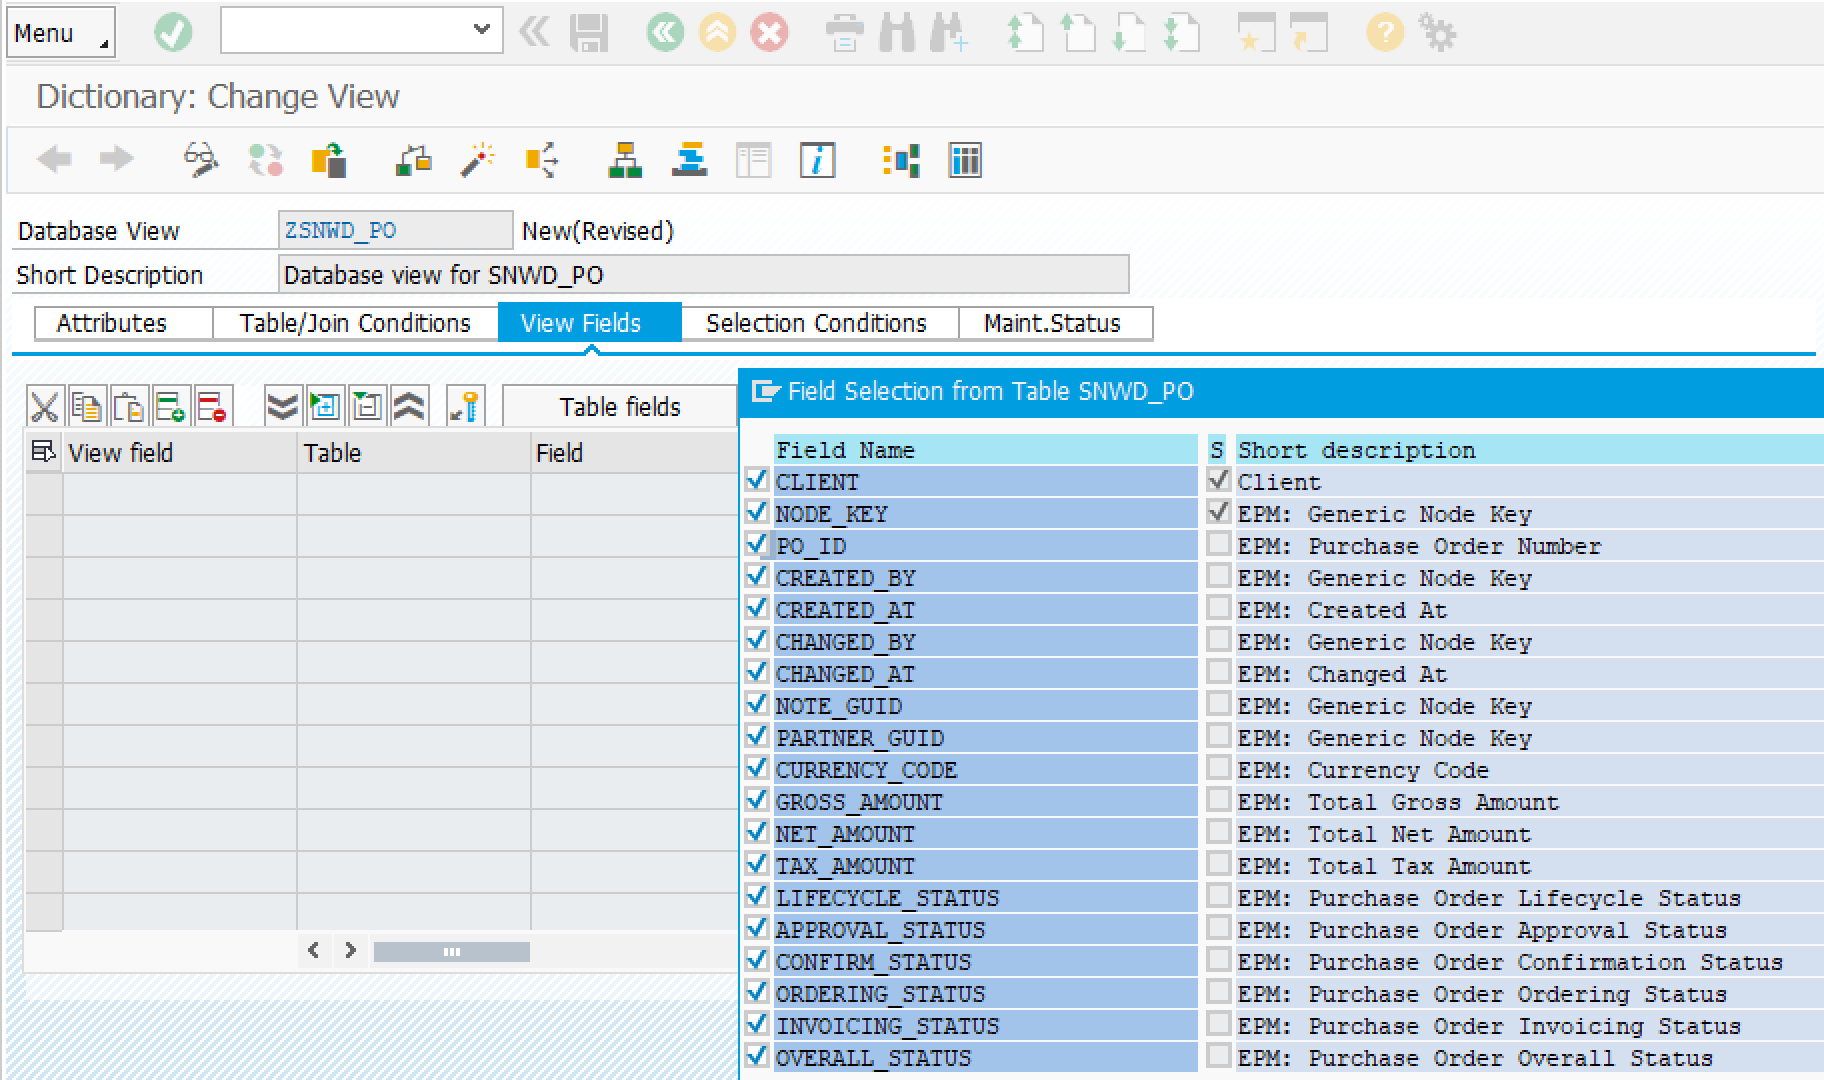 Menu
Dictionary: Change View
Database View ZSNWD_PO New(Revised)
Short Description Database view for SNWD_PO
Attributes Table/Join Conditions View Fields Selection Conditions Maint.Status
Table fields
View field Table Field
Field Selection from Table SNWD_PO
Field Name S Short description
CLIENT Client
NODE_KEY EPM: Generic Node Key
PO_ID EPM: Purchase Order Number
CREATED_BY EPM: Generic Node Key
CREATED_AT EPM: Created At
CHANGED_BY EPM: Generic Node Key
CHANGED_AT EPM: Changed At
NOTE_GUID EPM: Generic Node Key
PARTNER_GUID EPM: Generic Node Key
CURRENCY_CODE EPM: Currency Code
GROSS_AMOUNT EPM: Total Gross Amount
NET_AMOUNT EPM: Total Net Amount
TAX_AMOUNT EPM: Total Tax Amount
LIFECYCLE_STATUS EPM: Purchase Order Lifecycle Status
APPROVAL_STATUS EPM: Purchase Order Approval Status
CONFIRM_STATUS EPM: Purchase Order Confirmation Status
ORDERING_STATUS EPM: Purchase Order Ordering Status
INVOICING_STATUS EPM: Purchase Order Invoicing Status
OVERALL_STATUS EPM: Purchase Order Overall Status